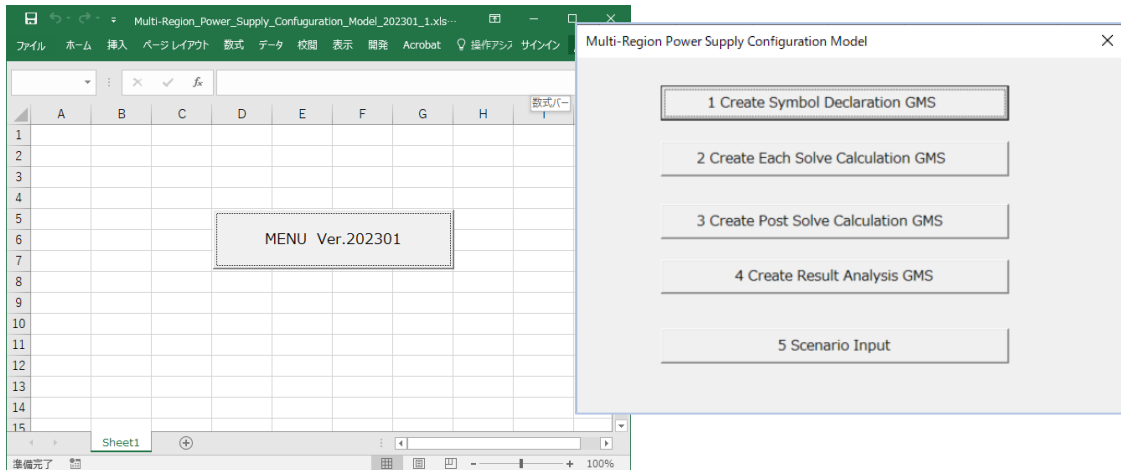 Multi-Region_Power_Supply_Confuguration_Model_202301_1.xls…
ファイル ホーム 挿入 ページ レイアウト 数式 データ 校閲 表示 開発 Acrobat 操作アシス サインイン
fx
数式バー
A B C D E F G H I
1
2
3
4
5
6
7
8
9
10
11
12
13
14
15
MENU Ver.202301
Sheet1
準備完了
100%
Multi-Region Power Supply Configuration Model
1 Create Symbol Declaration GMS
2 Create Each Solve Calculation GMS
3 Create Post Solve Calculation GMS
4 Create Result Analysis GMS
5 Scenario Input